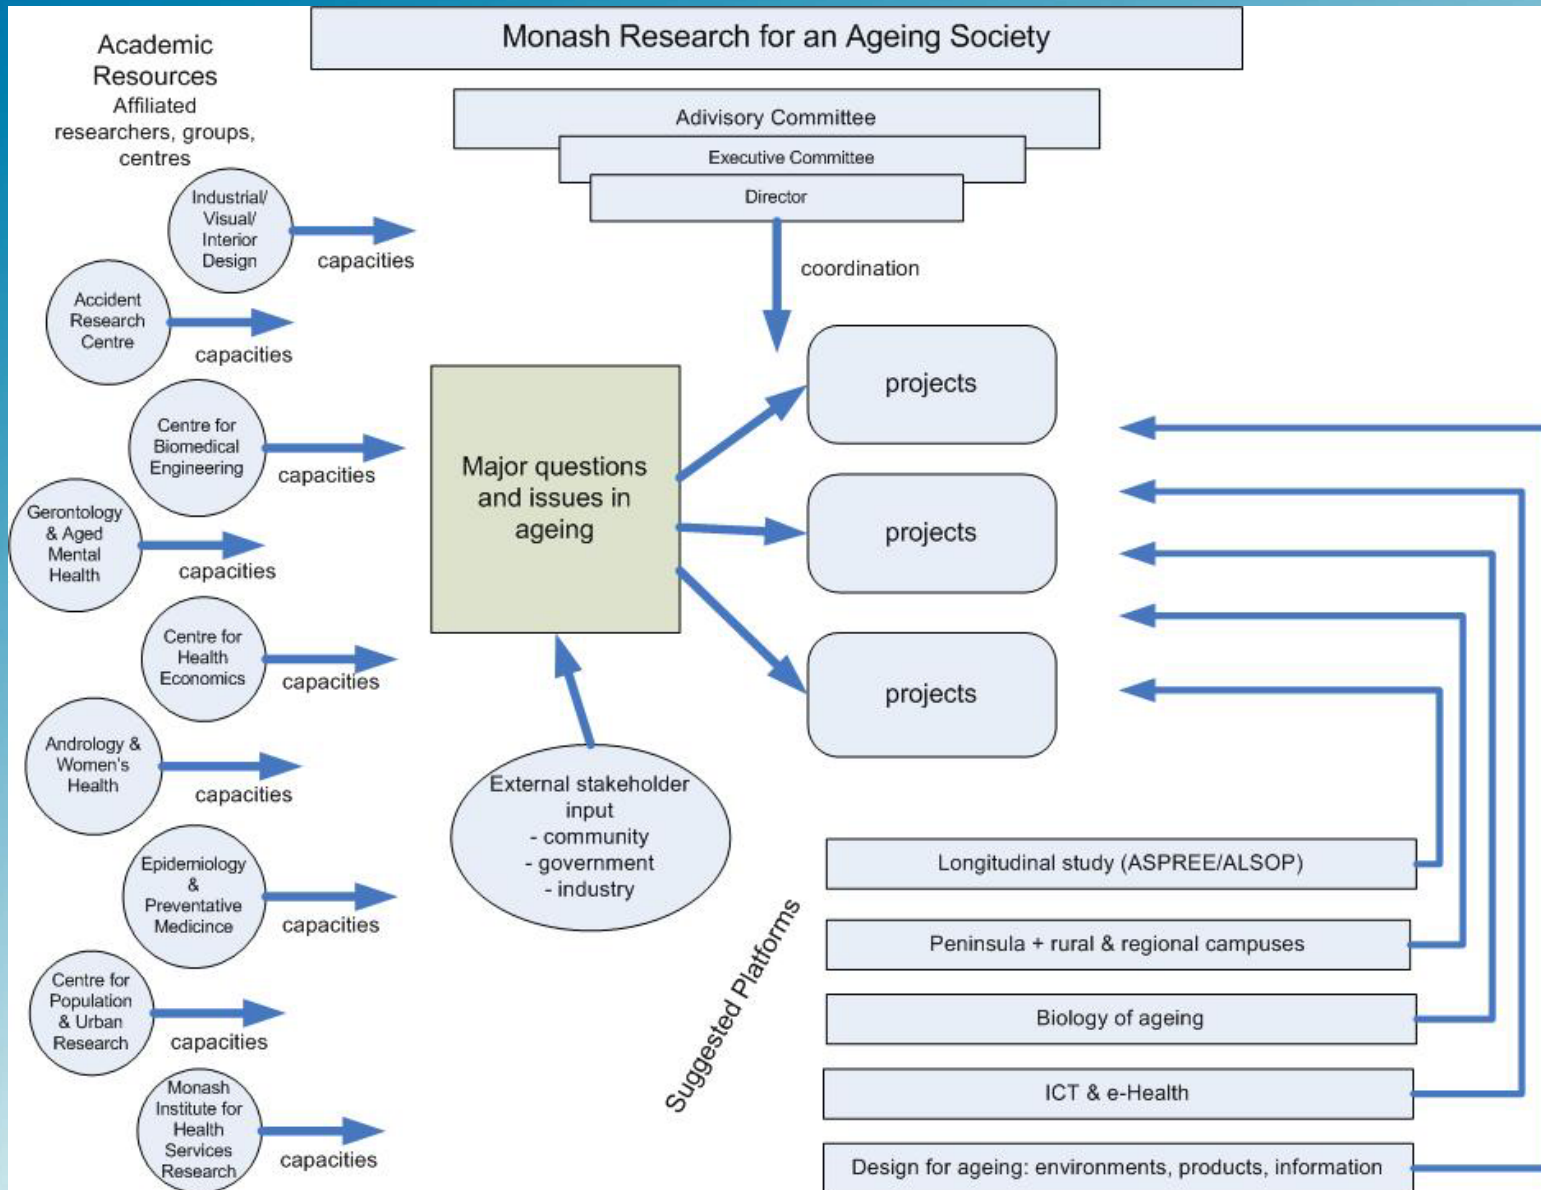 Monash Research for an Ageing Society
Academic
Resources
Affiliated
researchers, groups,
centres
Adivisory Committee
Executive Committee
Director
coordination
Industrial/
Visual/
Interior
Design
capacities
Accident
Research
Centre
capacities
Centre for
Biomedical
Engineering
capacities
Gerontology
& Aged
Mental
Health
capacities
Centre for
Health
Economics
capacities
Andrology &
Women's
Health
capacities
Epidemiology
&
Preventative
Medicince
capacities
Centre for
Population
& Urban
Research
capacities
Monash
Institute for
Health
Services
Research
capacities
Major questions
and issues in
ageing
External stakeholder
input
- community
- government
- industry
projects
projects
projects
Suggested Platforms
Longitudinal study (ASPREE/ALSOP)
Peninsula + rural & regional campuses
Biology of ageing
ICT & e-Health
Design for ageing: environments, products, information